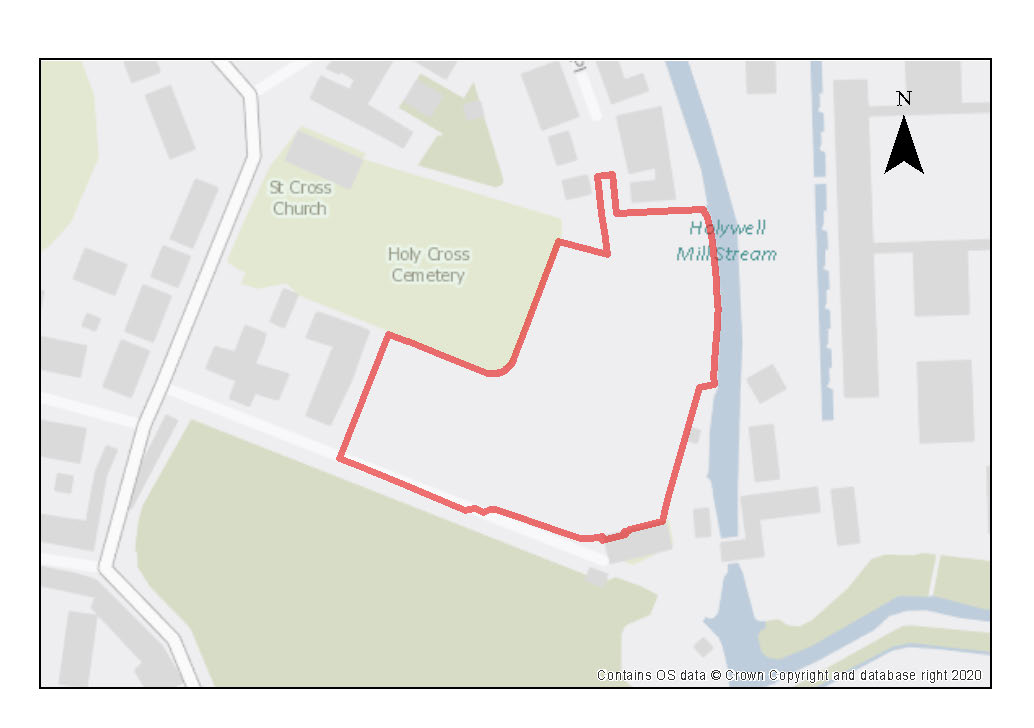 N
St Cross
Church
Holywell
Mill Stream
Holy Cross
Cemetery
Contains OS data © Crown Copyright and database right 2020